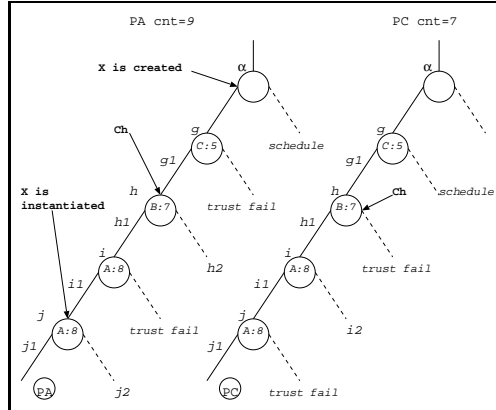 PA cnt=9
PC cnt=7
α
α
X is created
g
C:5
schedule
g
C:5
Ch
g1
g1
h
B:7
trust fail
h
B:7
Ch
schedule
X is
instantiated
h1
h1
i
A:8
h2
i
A:8
trust fail
i1
i1
j
A:8
trust fail
j
A:8
i2
j1
j1
PA
j2
PC
trust fail